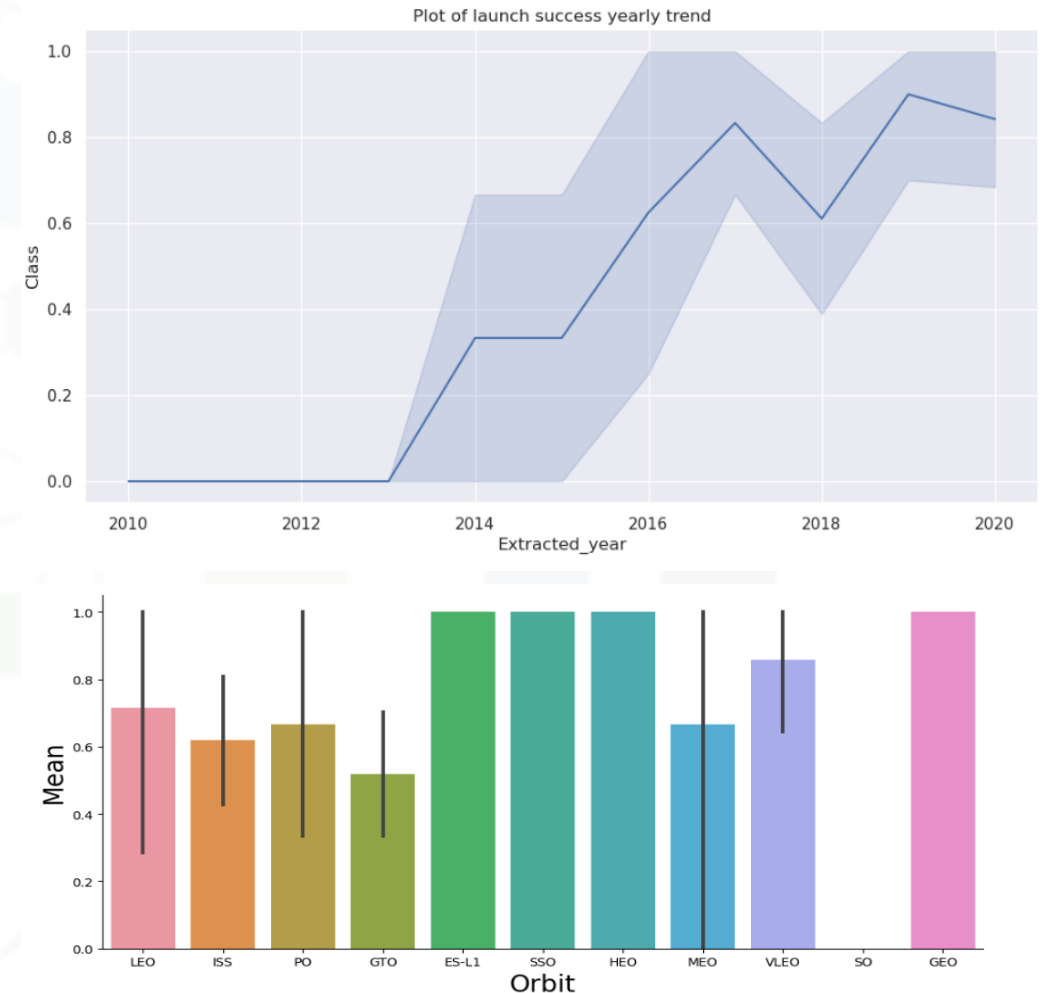 Plot of launch success yearly trend
1.0
0.8
0.6
0.4
0.2
0.0
Class
2010 2012 2014 2016 2018 2020
Extracted_year
1.0
0.8
0.6
0.4
0.2
0.0
Mean
LEO ISS PO GTO ES-L1 SSO HEO MEO VLEO SO GEO
Orbit